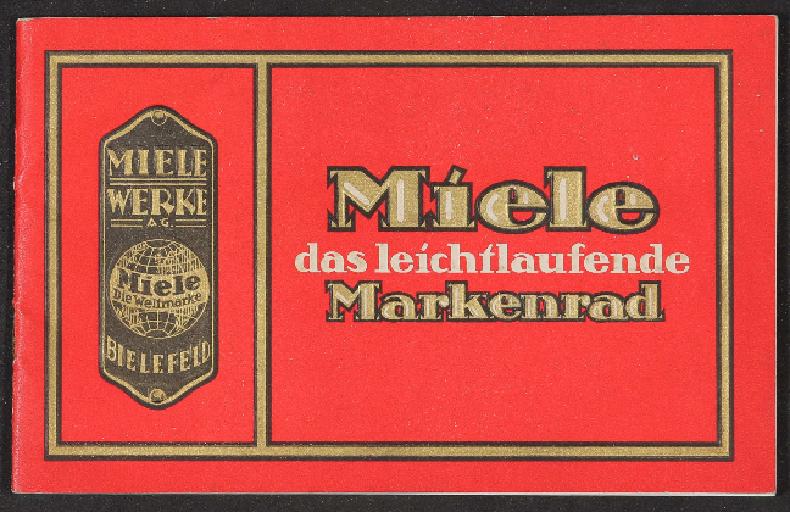 MIELE
WERKE
A.G.
Miele
Die Weltmarke
BIELEFELD
Miele
das leichtlaufende
Markenrad